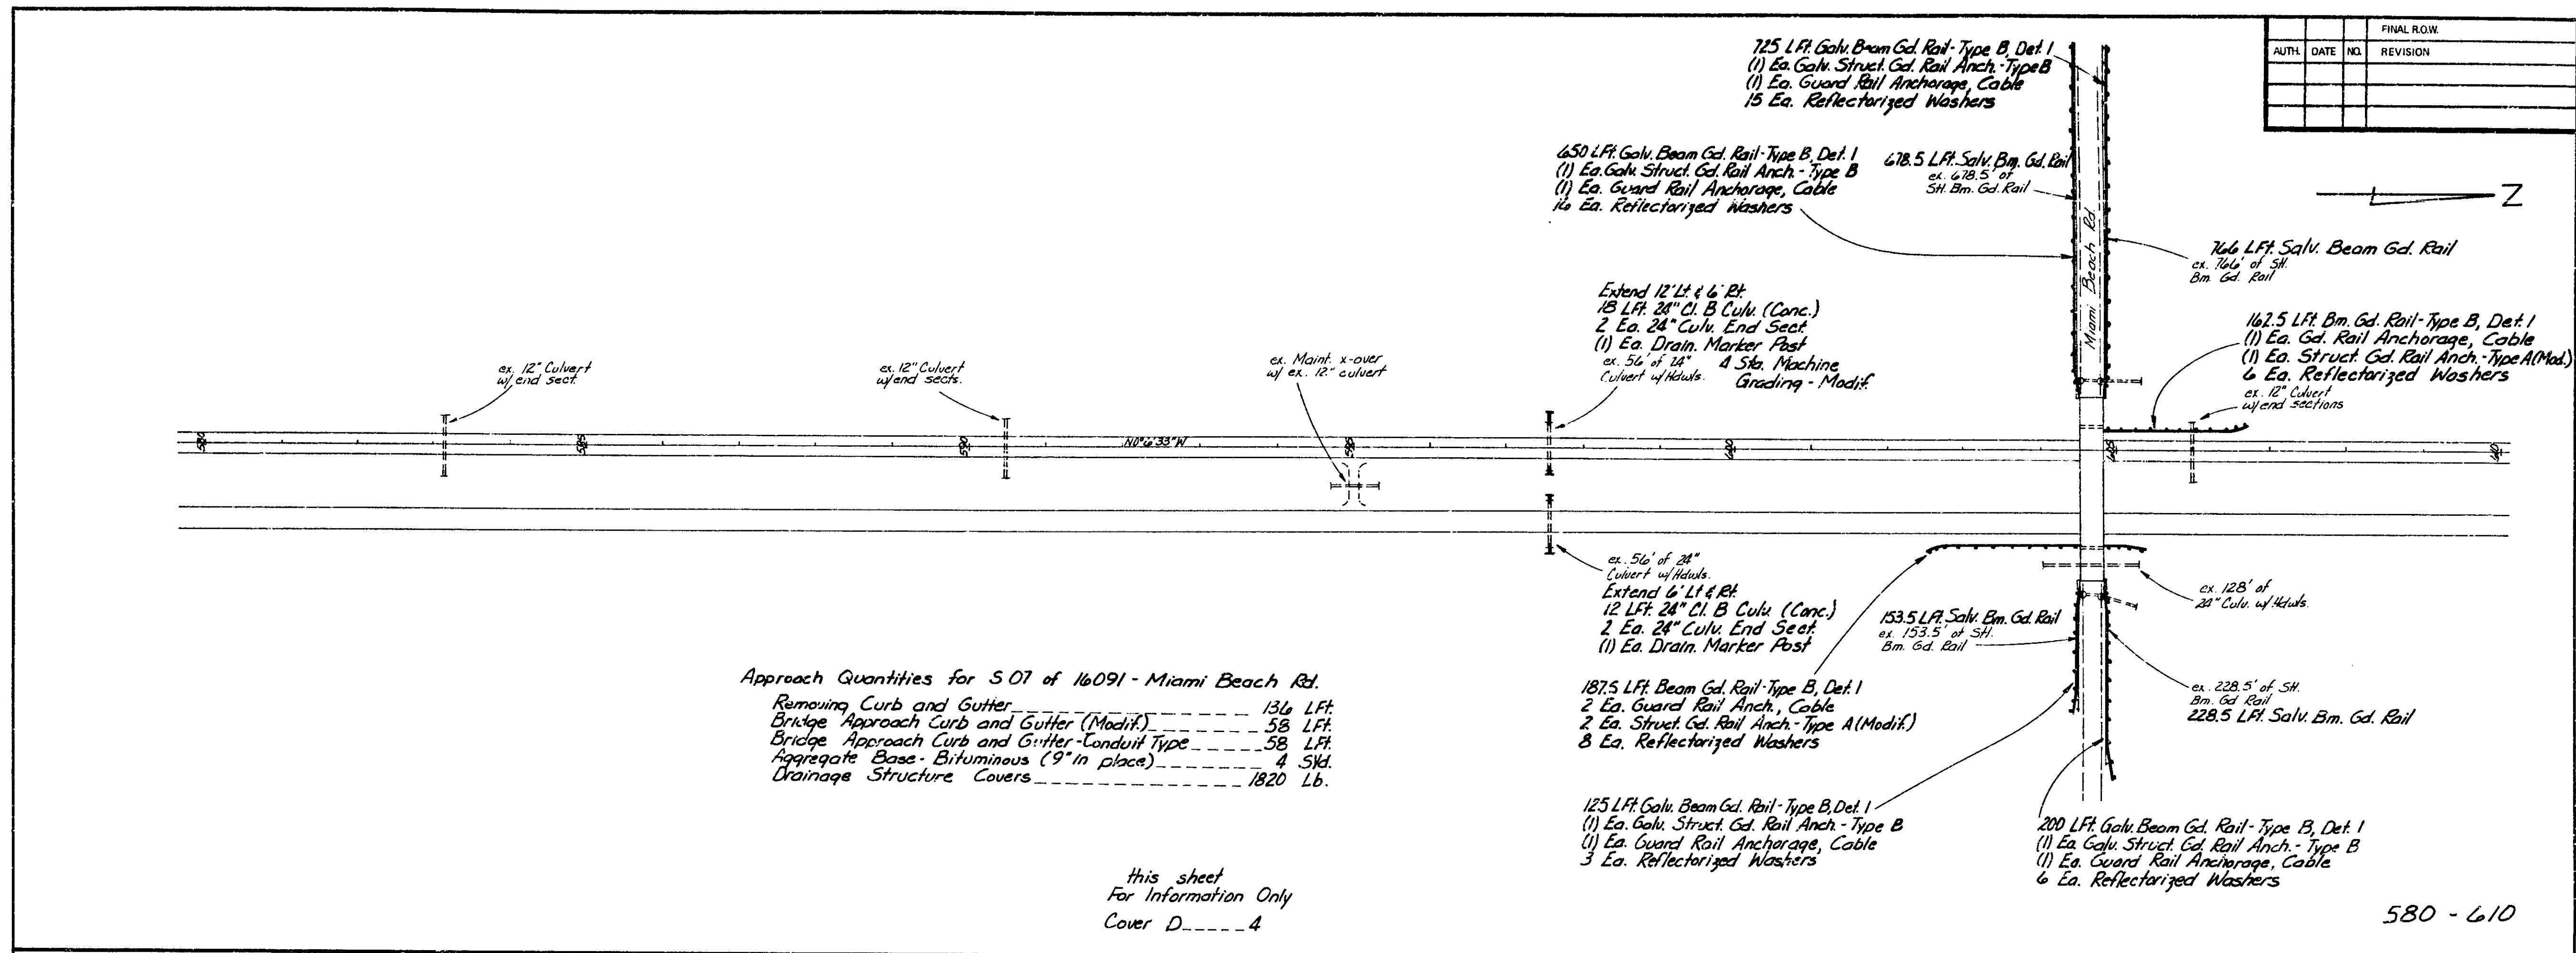 FINAL R.O.W.
AUTH. DATE NO. REVISION
725 LFt. Galv. Beam Gd. Rail - Type B, Det. 1
(1) Ea. Galv. Struct. Gd. Rail Anch. - Type B
(1) Ea. Guard Rail Anchorage, Cable
15 Ea. Reflectorized Washers
650 LFt. Galv. Beam Gd. Rail - Type B, Det. 1
(1) Ea. Galv. Struct. Gd. Rail Anch. - Type B
(1) Ea. Guard Rail Anchorage, Cable
16 Ea. Reflectorized Washers
678.5 LFt. Salv. Bm. Gd. Rail
ex. 678.5' of
SH. Bm. Gd. Rail
Z
Miami Beach Rd
766 LFt. Salv. Beam Gd. Rail
ex. 766' of SH.
Bm. Gd. Rail
Extend 12' Lt. & 6' Rt.
18 LFt. 24" Cl. B Culv. (Conc.)
2 Ea. 24" Culv. End Sect.
(1) Ea. Drain. Marker Post
ex. 56' of 24"
Culvert w/ Hdwls.
4 Sta. Machine
Grading - Modif.
162.5 LFt. Bm. Gd. Rail - Type B, Det. 1
(1) Ea. Gd. Rail Anchorage, Cable
(1) Ea. Struct. Gd. Rail Anch. - Type A (Mod.)
6 Ea. Reflectorized Washers
ex. 12" Culvert
w/ end sections
ex. 12" Culvert
w/ end sect.
ex. 12" Culvert
w/ end sects.
ex. Maint. x-over
w/ ex. 12" culvert
580 585 590 N0°6'33"W 595 600 605 610
ex. 56' of 24"
Culvert w/ Hdwls.
Extend 6' Lt & Rt.
12 LFt. 24" Cl. B Culv. (Conc.)
2 Ea. 24" Culv. End Sect.
(1) Ea. Drain. Marker Post
153.5 LFt. Salv. Bm. Gd. Rail
ex. 153.5' of SH.
Bm. Gd. Rail
ex. 128' of
24" Culv. w/ Hdwls.
ex. 228.5' of SH.
Bm. Gd Rail
228.5 LFt. Salv. Bm. Gd. Rail
187.5 LFt. Beam Gd. Rail - Type B, Det. 1
2 Ea. Guard Rail Anch., Cable
2 Ea. Struct. Gd. Rail Anch. - Type A (Modif.)
8 Ea. Reflectorized Washers
Approach Quantities for S07 of 16091 - Miami Beach Rd.
Removing Curb and Gutter 136 LFt.
Bridge Approach Curb and Gutter (Modif.) 58 LFt.
Bridge Approach Curb and Gutter - Conduit Type 58 LFt.
Aggregate Base - Bituminous (9" in place) 4 SYd.
Drainage Structure Covers 1820 Lb.
125 LFt. Galv. Beam Gd. Rail - Type B, Det. 1
(1) Ea. Galv. Struct. Gd. Rail Anch. - Type B
(1) Ea. Guard Rail Anchorage, Cable
3 Ea. Reflectorized Washers
200 LFt. Galv. Beam Gd. Rail - Type B, Det. 1
(1) Ea Galv. Struct. Gd. Rail Anch. - Type B
(1) Ea. Guard Rail Anchorage, Cable
6 Ea. Reflectorized Washers
this sheet
For Information Only
Cover D 4
580 - 610